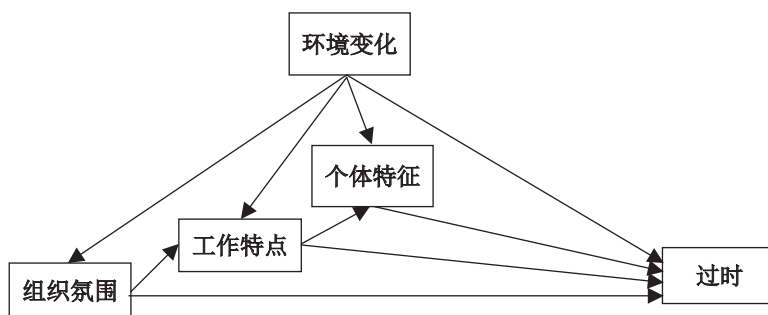 环境变化
个体特征
工作特点
过时
组织氛围